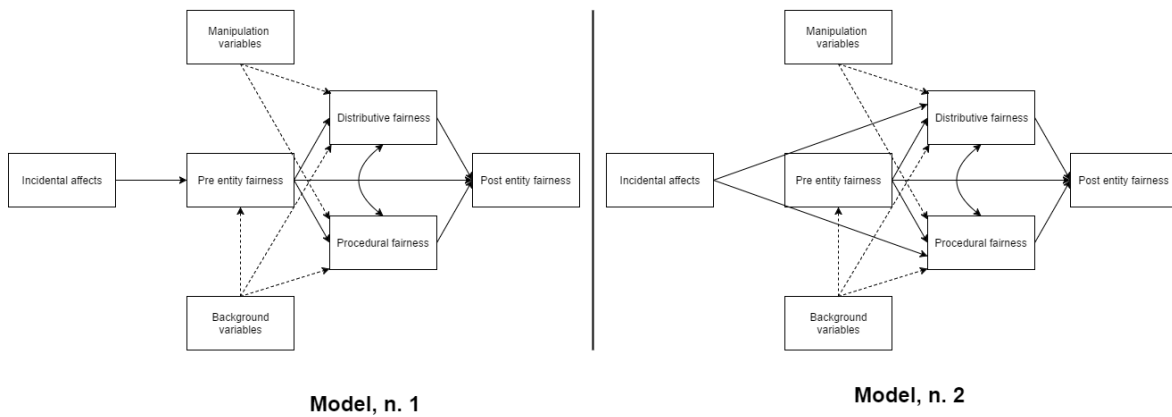 Manipulation
variables
Distributive fairness
Incidental affects
Pre entity fairness
Post entity fairness
Procedural fairness
Background
variables
Model, n. 1
Manipulation
variables
Distributive fairness
Incidental affects
Pre entity fairness
Post entity fairness
Procedural fairness
Background
variables
Model, n. 2